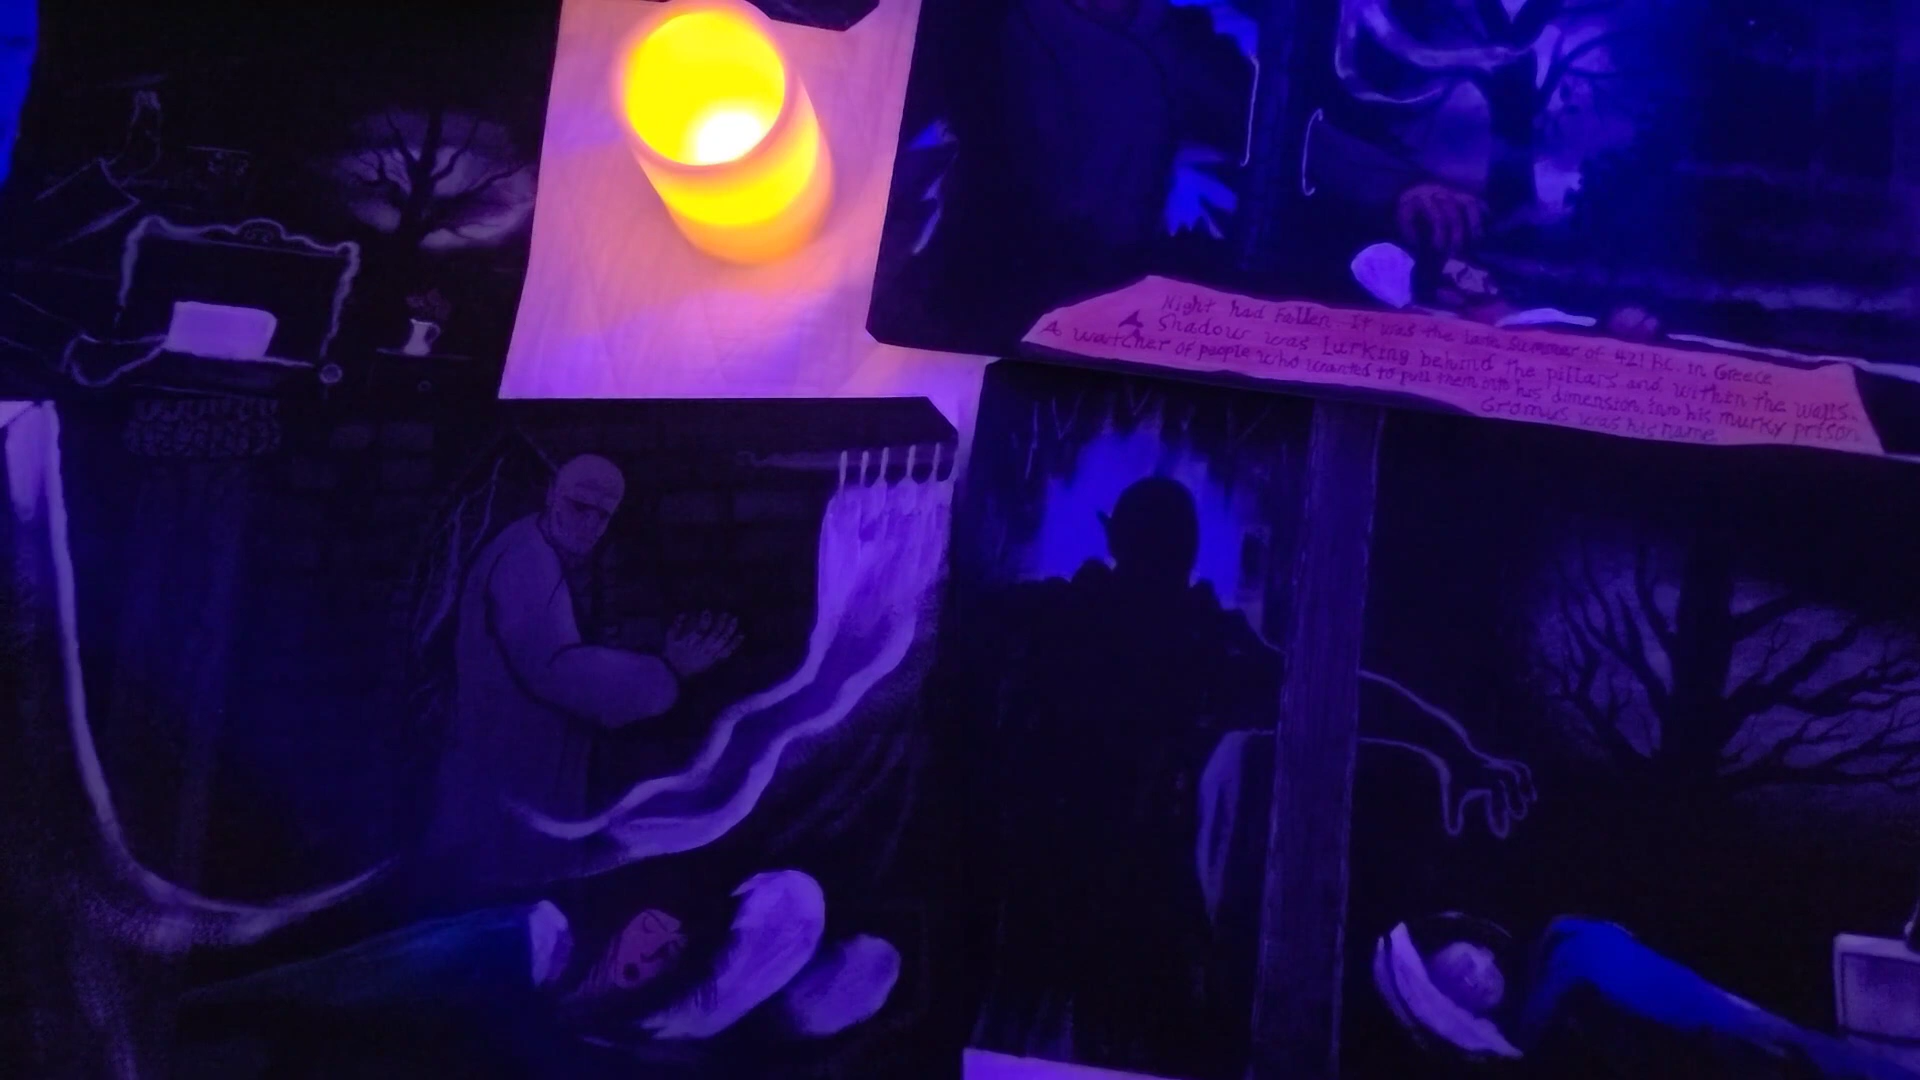 Night had Fallen. It was the late Summer of 421 B.C. in Greece
A Shadow was Lurking behind the pillars and within the walls.
A watcher of people who wanted to pull them into his dimension, into his murky prison.
Gromus was his name.